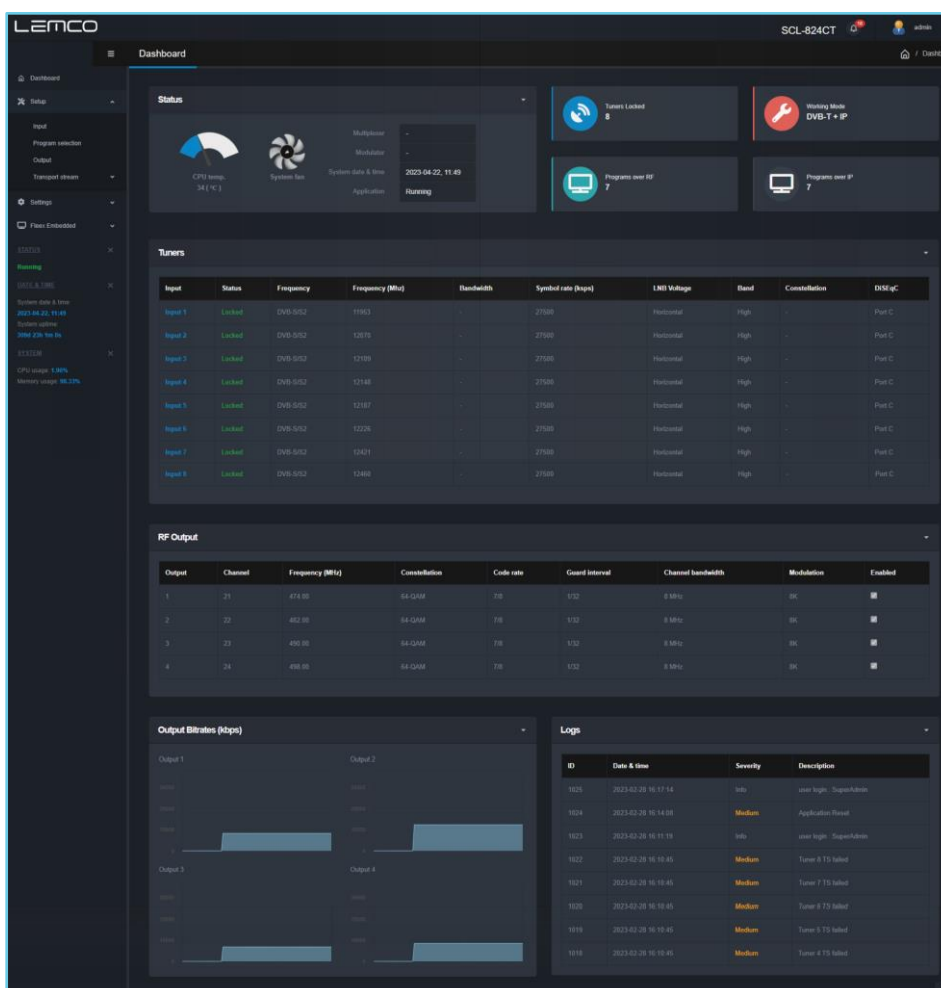 LEMCO
SCL-824CT admin
Dashboard
Dashboard
Setup
Input
Program selection
Output
Transport stream
Settings
Flees Embedded
STATUS
Running
DATE & TIME
System date & time
2023-04-22, 11:49
System uptime
SYSTEM
CPU usage:
Memory usage:
Status
CPU temp.
34 ( °C )
System fan
Multiplexer -
Modulator -
System date & time 2023-04-22, 11:49
Application Running
Tuners Locked
8
Working Mode
DVB-T + IP
Programs over RF
7
Programs over IP
7
Tuners
Input Status Frequency Frequency (Mhz) Bandwidth Symbol rate (ksps) LNB Voltage Band Constellation DiSEqC
Input 1 Locked DVB-S/S2 11953 - 27500 Horizontal High - Port C
Input 2 Locked DVB-S/S2 12070 - 27500 Horizontal High - Port C
Input 3 Locked DVB-S/S2 12109 - 27500 Horizontal High - Port C
Input 4 Locked DVB-S/S2 12148 - 27500 Horizontal High - Port C
Input 5 Locked DVB-S/S2 12187 - 27500 Horizontal High - Port C
Input 6 Locked DVB-S/S2 12226 - 27500 Horizontal High - Port C
Input 7 Locked DVB-S/S2 12421 - 27500 Horizontal High - Port C
Input 8 Locked DVB-S/S2 12460 - 27500 Horizontal High - Port C
RF Output
Output Channel Frequency (MHz) Constellation Code rate Guard interval Channel bandwidth Modulation Enabled
1 21 474.00 64-QAM 7/8 1/32 8 MHz 8K
2 22 482.00 64-QAM 7/8 1/32 8 MHz 8K
3 23 490.00 64-QAM 7/8 1/32 8 MHz 8K
4 24 498.00 64-QAM 7/8 1/32 8 MHz 8K
Output Bitrates (kbps)
Output 1
Output 2
Output 3
Output 4
Logs
ID Date & time Severity Description
1025 2023-02-28 16:17:14 Info user login : SuperAdmin
1024 2023-02-28 16:14:08 Medium Application Reset
1023 2023-02-28 16:11:19 Info user login : SuperAdmin
1022 2023-02-28 16:10:45 Medium Tuner 8 TS failed
1021 2023-02-28 16:10:45 Medium Tuner 7 TS failed
1020 2023-02-28 16:10:45 Medium Tuner 6 TS failed
1019 2023-02-28 16:10:45 Medium Tuner 5 TS failed
1018 2023-02-28 16:10:45 Medium Tuner 4 TS failed